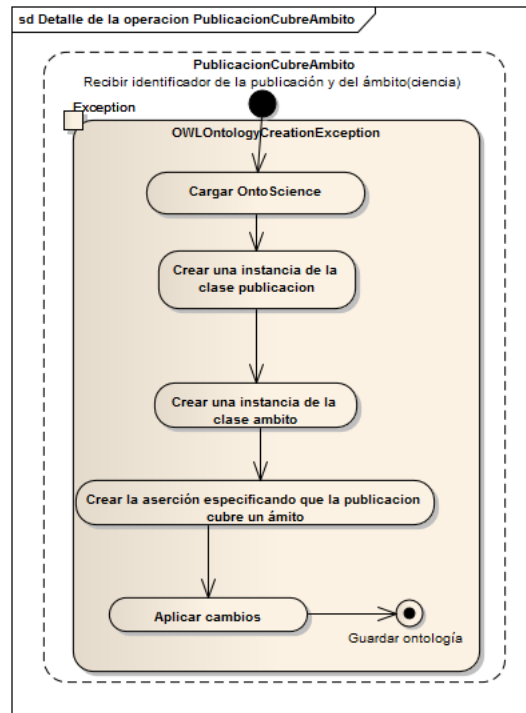 sd Detalle de la operacion PublicacionCubreAmbito
PublicacionCubreAmbito
Recibir identificador de la publicación y del ámbito(ciencia)
Exception
OWLOntologyCreationException
Cargar OntoScience
Crear una instancia de la
clase publicacion
Crear una instancia de la
clase ambito
Crear la aserción especificando que la publicacion
cubre un ámito
Aplicar cambios
Guardar ontología